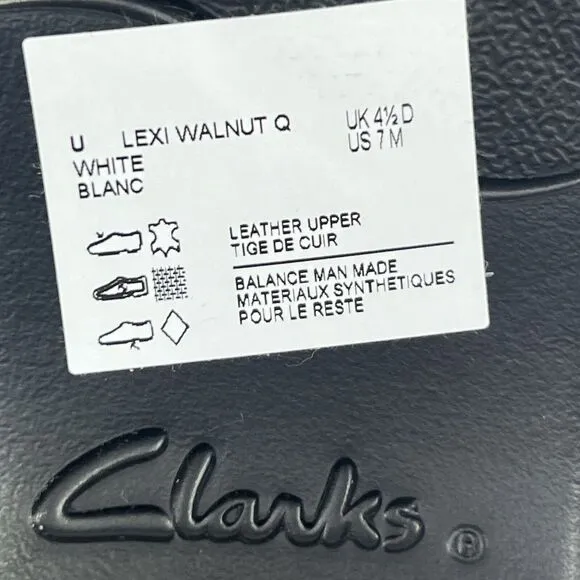 U LEXI WALNUT Q UK 4½ D
WHITE US 7 M
BLANC
LEATHER UPPER
TIGE DE CUIR
BALANCE MAN MADE
MATERIAUX SYNTHETIQUES
POUR LE RESTE
Clarks ®